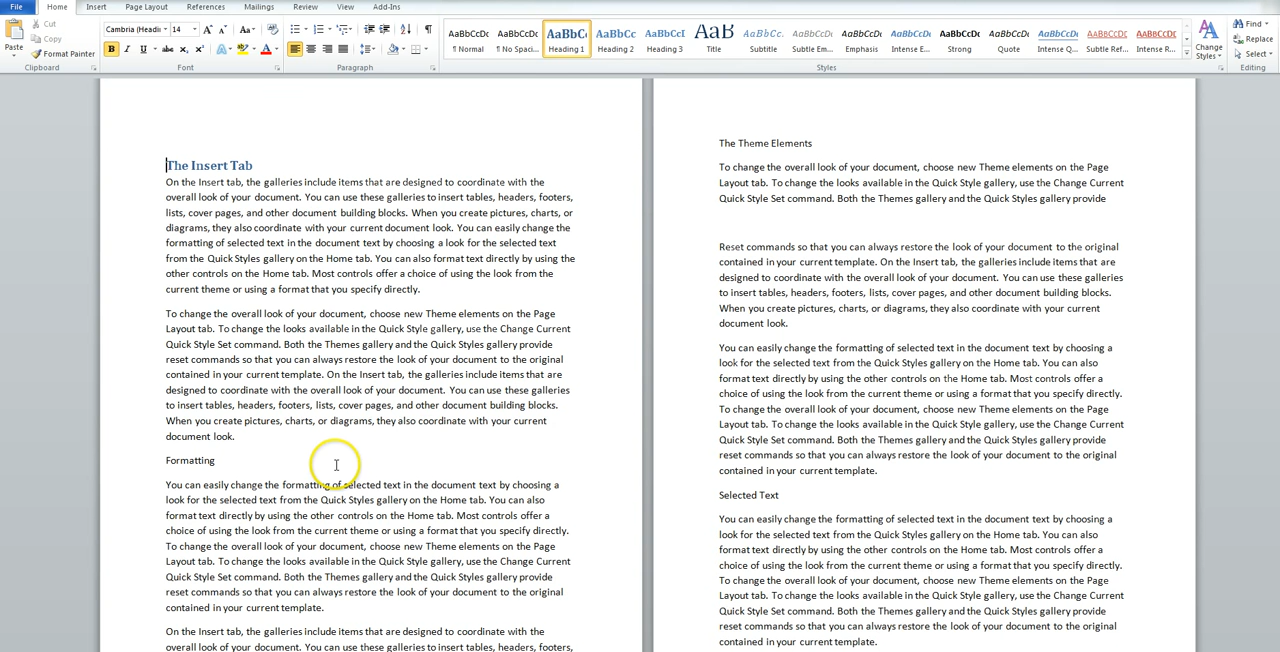 File Home Insert Page Layout References Mailings Review View Add-Ins
Paste
Cut
Copy
Format Painter
Clipboard
Cambria (Headi 14
Aa
B I U abc x₂ x² A ab A
Font
Paragraph
AaBbCcDc AaBbCcDc AaBbC AaBbCc AaBbCcI AaB AaBbCc. AaBbCcDc AaBbCcDc AaBbCcDc AaBbCcDc AaBbCcDc AaBbCcDc AABBCCDC AABBCCDC
¶ Normal ¶ No Spaci... Heading 1 Heading 2 Heading 3 Title Subtitle Subtle Em... Emphasis Intense E... Strong Quote Intense Q... Subtle Ref... Intense R...
Styles
Change
Styles
Find
Replace
Select
Editing
The Insert Tab
On the Insert tab, the galleries include items that are designed to coordinate with the
overall look of your document. You can use these galleries to insert tables, headers, footers,
lists, cover pages, and other document building blocks. When you create pictures, charts, or
diagrams, they also coordinate with your current document look. You can easily change the
formatting of selected text in the document text by choosing a look for the selected text
from the Quick Styles gallery on the Home tab. You can also format text directly by using the
other controls on the Home tab. Most controls offer a choice of using the look from the
current theme or using a format that you specify directly.
To change the overall look of your document, choose new Theme elements on the Page
Layout tab. To change the looks available in the Quick Style gallery, use the Change Current
Quick Style Set command. Both the Themes gallery and the Quick Styles gallery provide
reset commands so that you can always restore the look of your document to the original
contained in your current template. On the Insert tab, the galleries include items that are
designed to coordinate with the overall look of your document. You can use these galleries
to insert tables, headers, footers, lists, cover pages, and other document building blocks.
When you create pictures, charts, or diagrams, they also coordinate with your current
document look.
Formatting
You can easily change the formatting of selected text in the document text by choosing a
look for the selected text from the Quick Styles gallery on the Home tab. You can also
format text directly by using the other controls on the Home tab. Most controls offer a
choice of using the look from the current theme or using a format that you specify directly.
To change the overall look of your document, choose new Theme elements on the Page
Layout tab. To change the looks available in the Quick Style gallery, use the Change Current
Quick Style Set command. Both the Themes gallery and the Quick Styles gallery provide
reset commands so that you can always restore the look of your document to the original
contained in your current template.
On the Insert tab, the galleries include items that are designed to coordinate with the
overall look of your document. You can use these galleries to insert tables, headers, footers,
The Theme Elements
To change the overall look of your document, choose new Theme elements on the Page
Layout tab. To change the looks available in the Quick Style gallery, use the Change Current
Quick Style Set command. Both the Themes gallery and the Quick Styles gallery provide
Reset commands so that you can always restore the look of your document to the original
contained in your current template. On the Insert tab, the galleries include items that are
designed to coordinate with the overall look of your document. You can use these galleries
to insert tables, headers, footers, lists, cover pages, and other document building blocks.
When you create pictures, charts, or diagrams, they also coordinate with your current
document look.
You can easily change the formatting of selected text in the document text by choosing a
look for the selected text from the Quick Styles gallery on the Home tab. You can also
format text directly by using the other controls on the Home tab. Most controls offer a
choice of using the look from the current theme or using a format that you specify directly.
To change the overall look of your document, choose new Theme elements on the Page
Layout tab. To change the looks available in the Quick Style gallery, use the Change Current
Quick Style Set command. Both the Themes gallery and the Quick Styles gallery provide
reset commands so that you can always restore the look of your document to the original
contained in your current template.
Selected Text
You can easily change the formatting of selected text in the document text by choosing a
look for the selected text from the Quick Styles gallery on the Home tab. You can also
format text directly by using the other controls on the Home tab. Most controls offer a
choice of using the look from the current theme or using a format that you specify directly.
To change the overall look of your document, choose new Theme elements on the Page
Layout tab. To change the looks available in the Quick Style gallery, use the Change Current
Quick Style Set command. Both the Themes gallery and the Quick Styles gallery provide
reset commands so that you can always restore the look of your document to the original
contained in your current template.